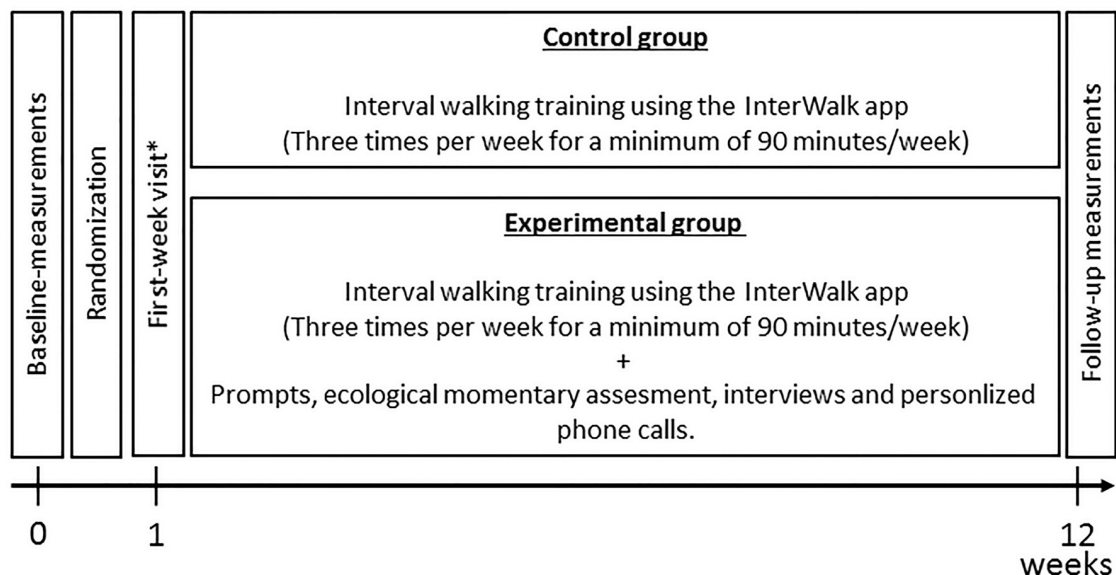 Baseline-measurements
Randomization
First-week visit*
Control group
Interval walking training using the InterWalk app
(Three times per week for a minimum of 90 minutes/week)
Experimental group
Interval walking training using the InterWalk app
(Three times per week for a minimum of 90 minutes/week)
+
Prompts, ecological momentary assesment, interviews and personlized
phone calls.
Follow-up measurements
0
1
12
weeks